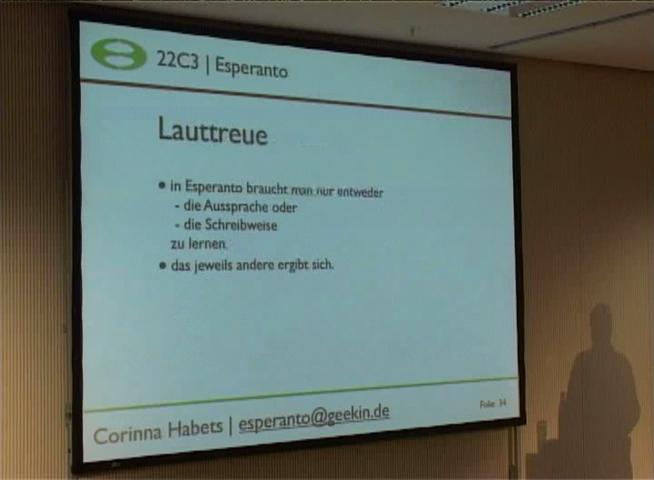 22C3 | Esperanto
Lauttreue
• in Esperanto braucht man nur entweder
- die Aussprache oder
- die Schreibweise
zu lernen.
• das jeweils andere ergibt sich.
Corinna Habets | esperanto@geekin.de
Folie 34